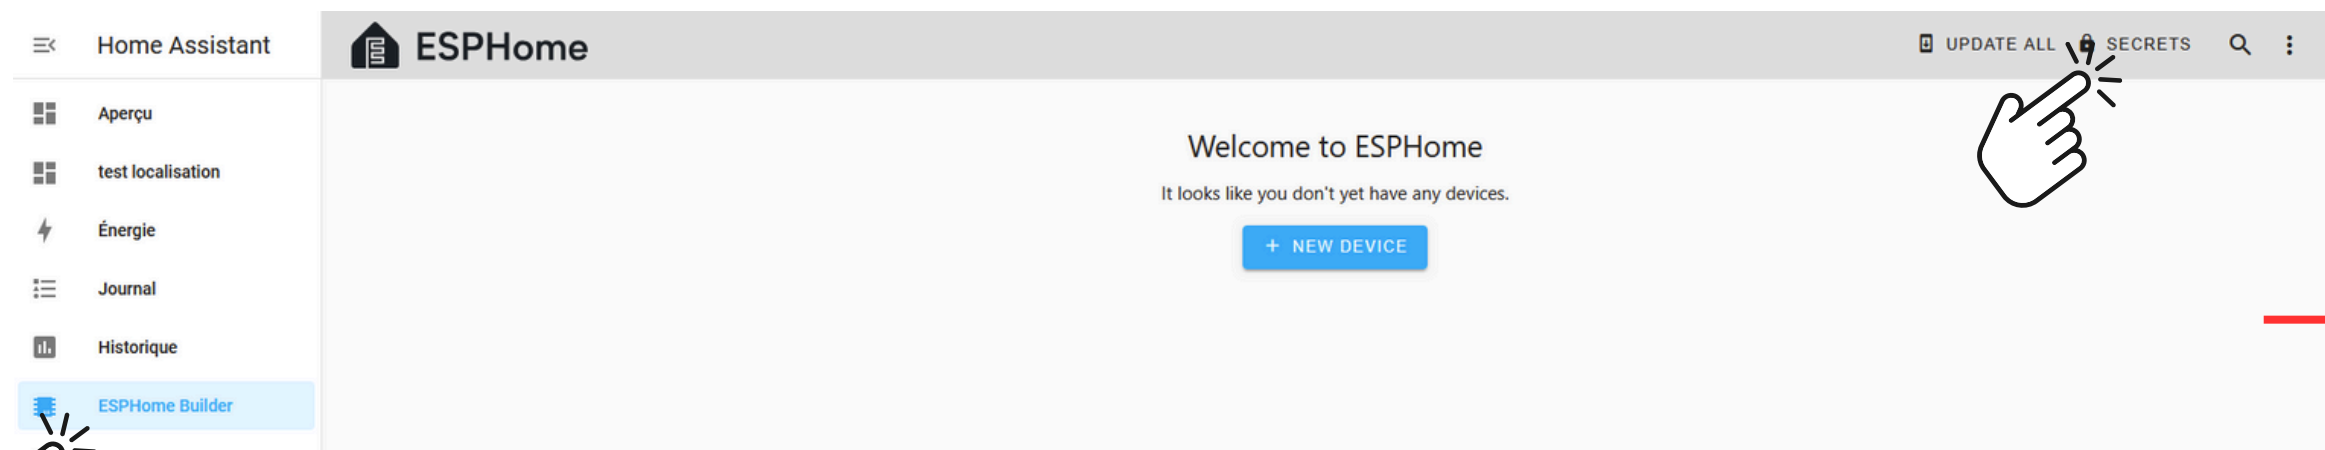 Home Assistant
ESPHome
UPDATE ALL
SECRETS
Aperçu
test localisation
Énergie
Journal
Historique
ESPHome Builder
Welcome to ESPHome
It looks like you don't yet have any devices.
+ NEW DEVICE